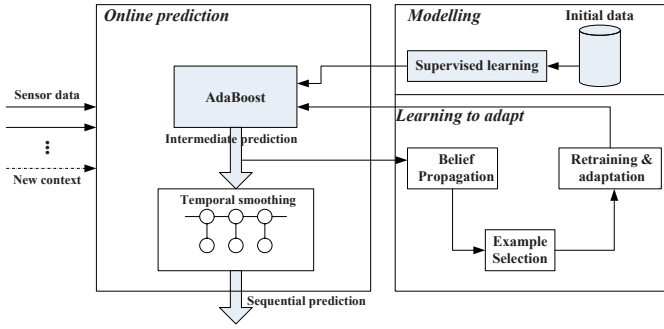 Online prediction
Modelling
Initial data
Supervised learning
AdaBoost
Sensor data
Intermediate prediction
Learning to adapt
Belief
Propagation
Retraining &
adaptation
New context
Temporal smoothing
Example
Selection
Sequential prediction